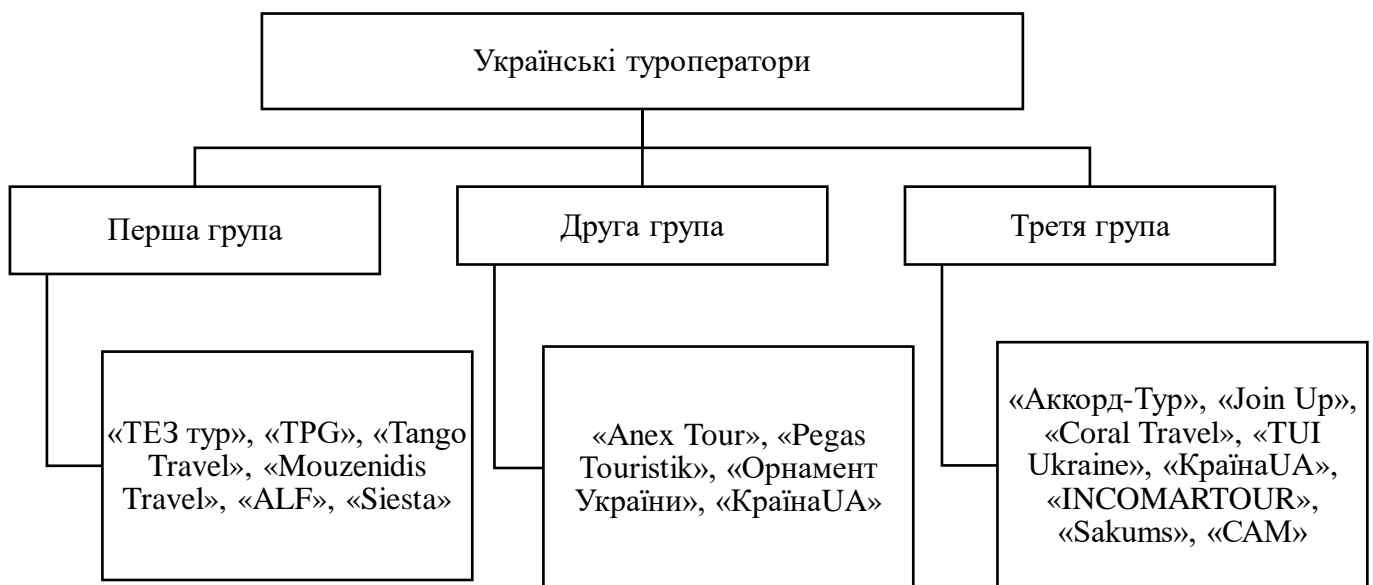 Українські туроператори
Перша група
Друга група
Третя група
«ТЕЗ тур», «TPG», «Tango
Travel», «Mouzenidis
Travel», «ALF», «Siesta»
«Anex Tour», «Pegas
Touristik», «Орнамент
України», «КраїнаUA»
«Аккорд-Тур», «Join Up»,
«Coral Travel», «TUI
Ukraine», «КраїнаUA»,
«INCOMARTOUR»,
«Sakums», «САМ»